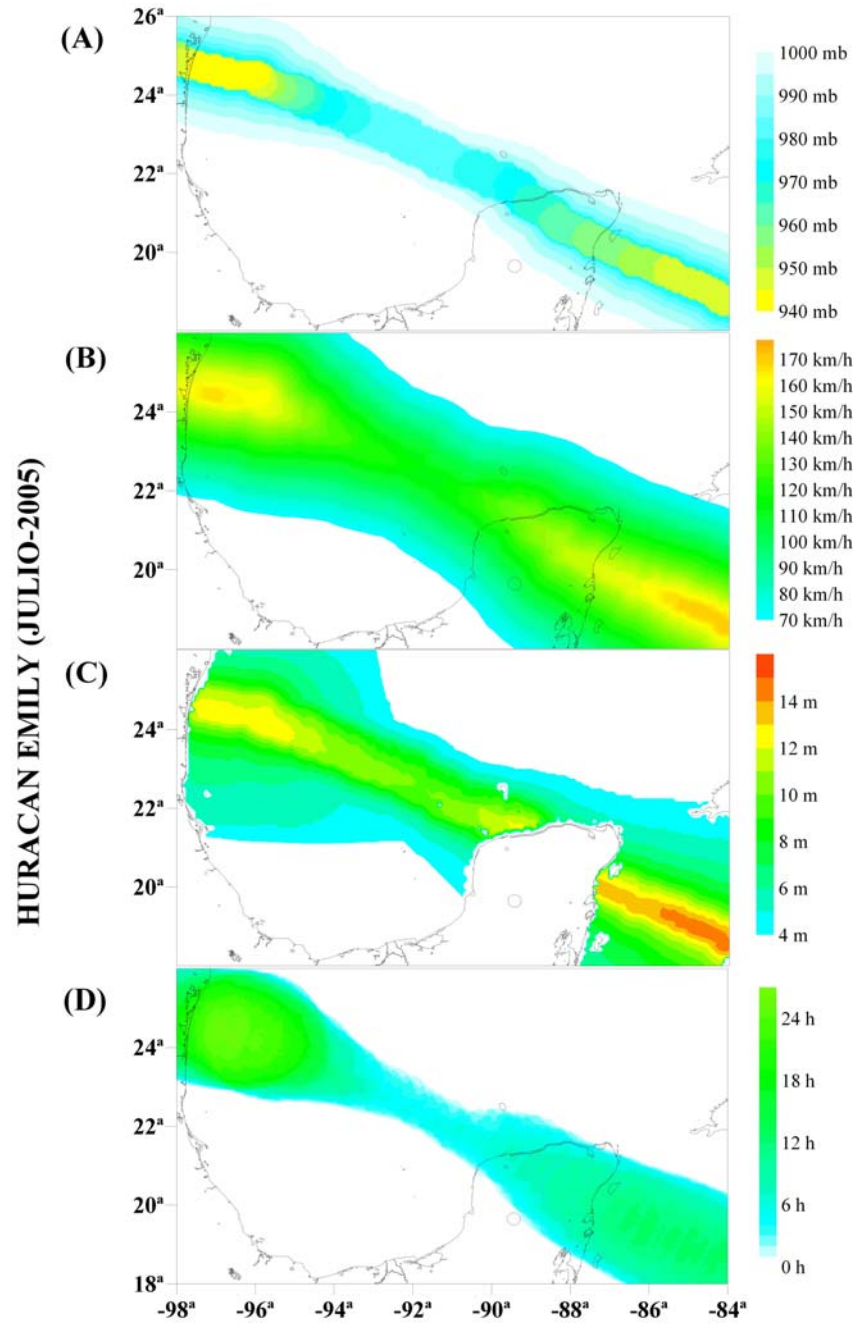 HURACAN EMILY (JULIO-2005)
(A)
26ª
24ª
22ª
20ª
1000 mb
990 mb
980 mb
970 mb
960 mb
950 mb
940 mb
(B)
24ª
22ª
20ª
170 km/h
160 km/h
150 km/h
140 km/h
130 km/h
120 km/h
110 km/h
100 km/h
90 km/h
80 km/h
70 km/h
(C)
24ª
22ª
20ª
14 m
12 m
10 m
8 m
6 m
4 m
(D)
24ª
22ª
20ª
18ª
24 h
18 h
12 h
6 h
0 h
-98ª -96ª -94ª -92ª -90ª -88ª -86ª -84ª